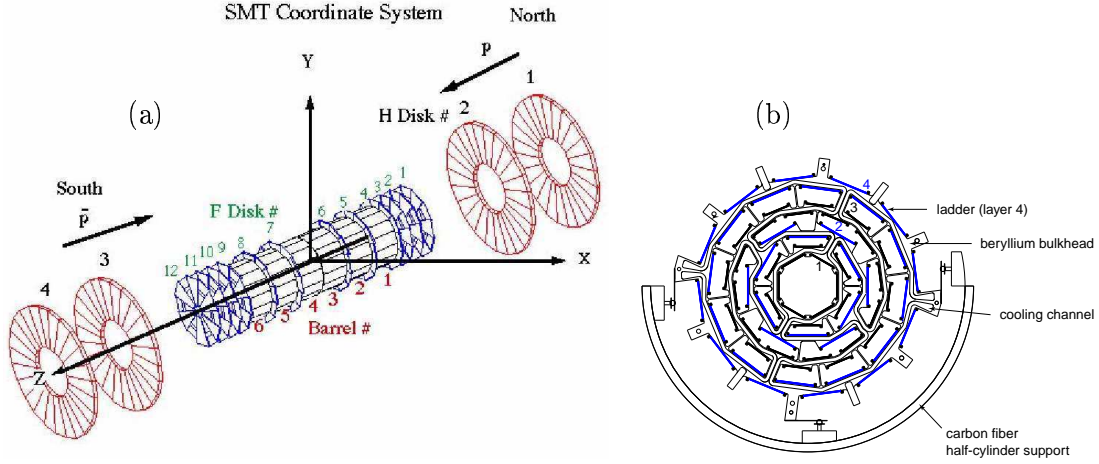 SMT Coordinate System
North
p
1
Y
(a)
H Disk #
2
South
p̄
F Disk #
1
2
3
4
5
6
7
8
9
10
11
12
3
4
X
1
2
3
4
5
6
Barrel #
Z
(b)
4
3
2
1
ladder (layer 4)
beryllium bulkhead
cooling channel
carbon fiber
half-cylinder support